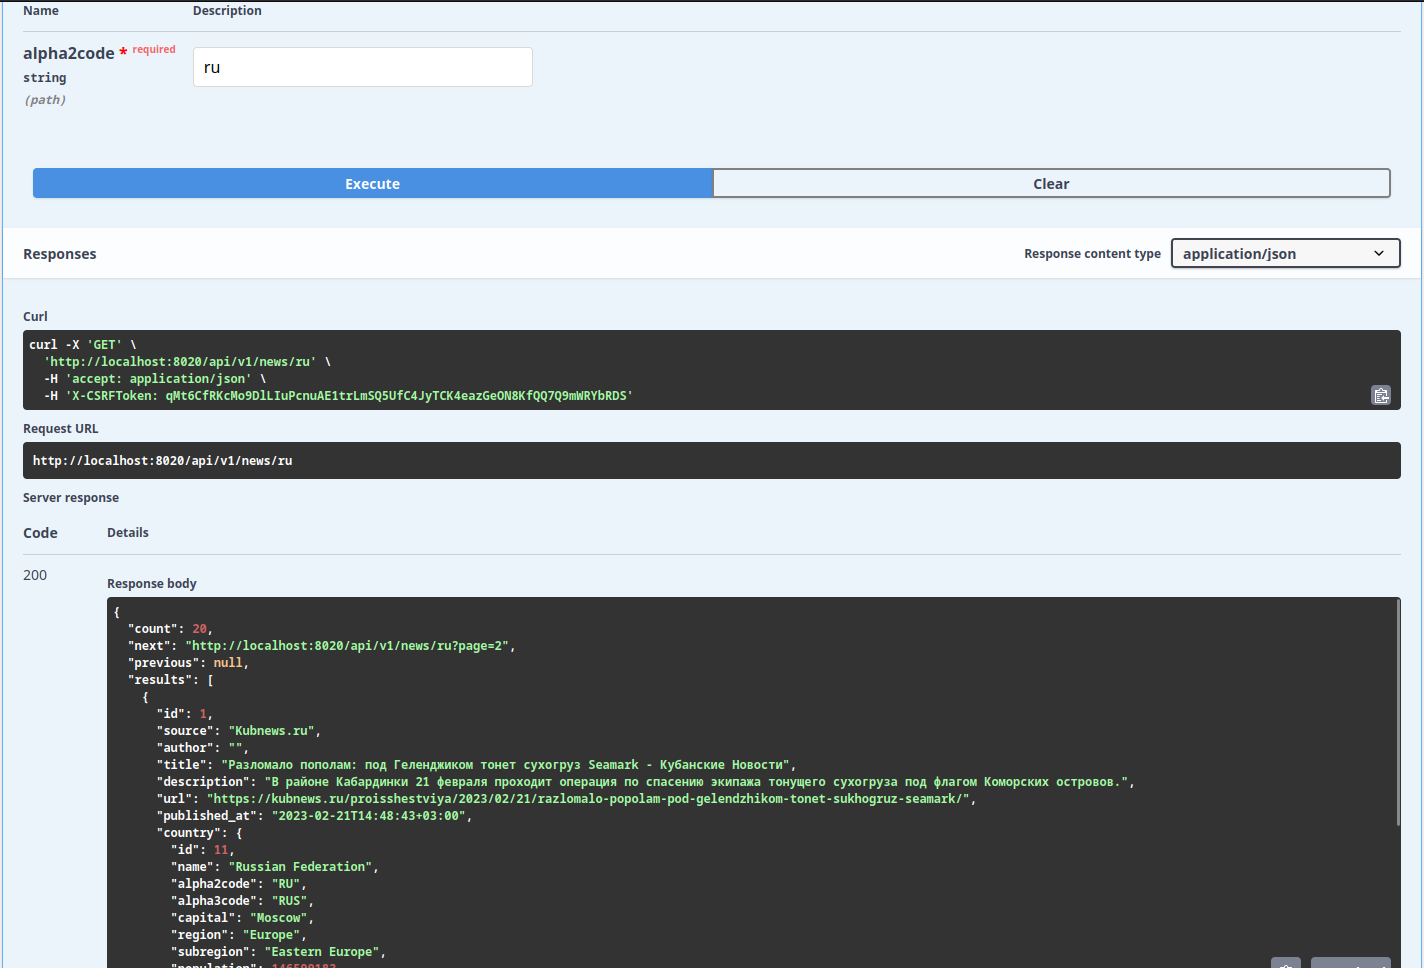 Name Description
alpha2code * required
ru
string
(path)
Execute Clear
Responses Response content type application/json
Curl
curl -X 'GET' \
'http://localhost:8020/api/v1/news/ru' \
-H 'accept: application/json' \
-H 'X-CSRFToken: qMt6CfRKcMo9DlLIuPcnuAE1trLmSQ5UfC4JyTCK4eazGeON8KfQQ7Q9mWRYbRDS'
Request URL
http://localhost:8020/api/v1/news/ru
Server response
Code Details
200
Response body
{
"count": 20,
"next": "http://localhost:8020/api/v1/news/ru?page=2",
"previous": null,
"results": [
{
"id": 1,
"source": "Kubnews.ru",
"author": "",
"title": "Разломало пополам: под Геленджиком тонет сухогруз Seamark - Кубанские Новости",
"description": "В районе Кабардинки 21 февраля проходит операция по спасению экипажа тонущего сухогруза под флагом Коморских островов.",
"url": "https://kubnews.ru/proisshestviya/2023/02/21/razlomalo-popolam-pod-gelendzhikom-tonet-sukhogruz-seamark/",
"published_at": "2023-02-21T14:48:43+03:00",
"country": {
"id": 11,
"name": "Russian Federation",
"alpha2code": "RU",
"alpha3code": "RUS",
"capital": "Moscow",
"region": "Europe",
"subregion": "Eastern Europe",